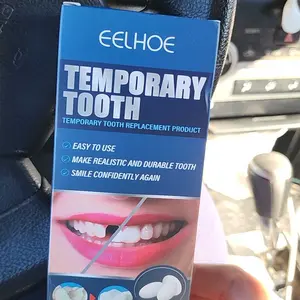 EELHOE
TEMPORARY
TOOTH
TEMPORARY TOOTH REPLACEMENT PRODUCT
EASY TO USE
MAKE REALISTIC AND DURABLE TOOTH
SMILE CONFIDENTLY AGAIN